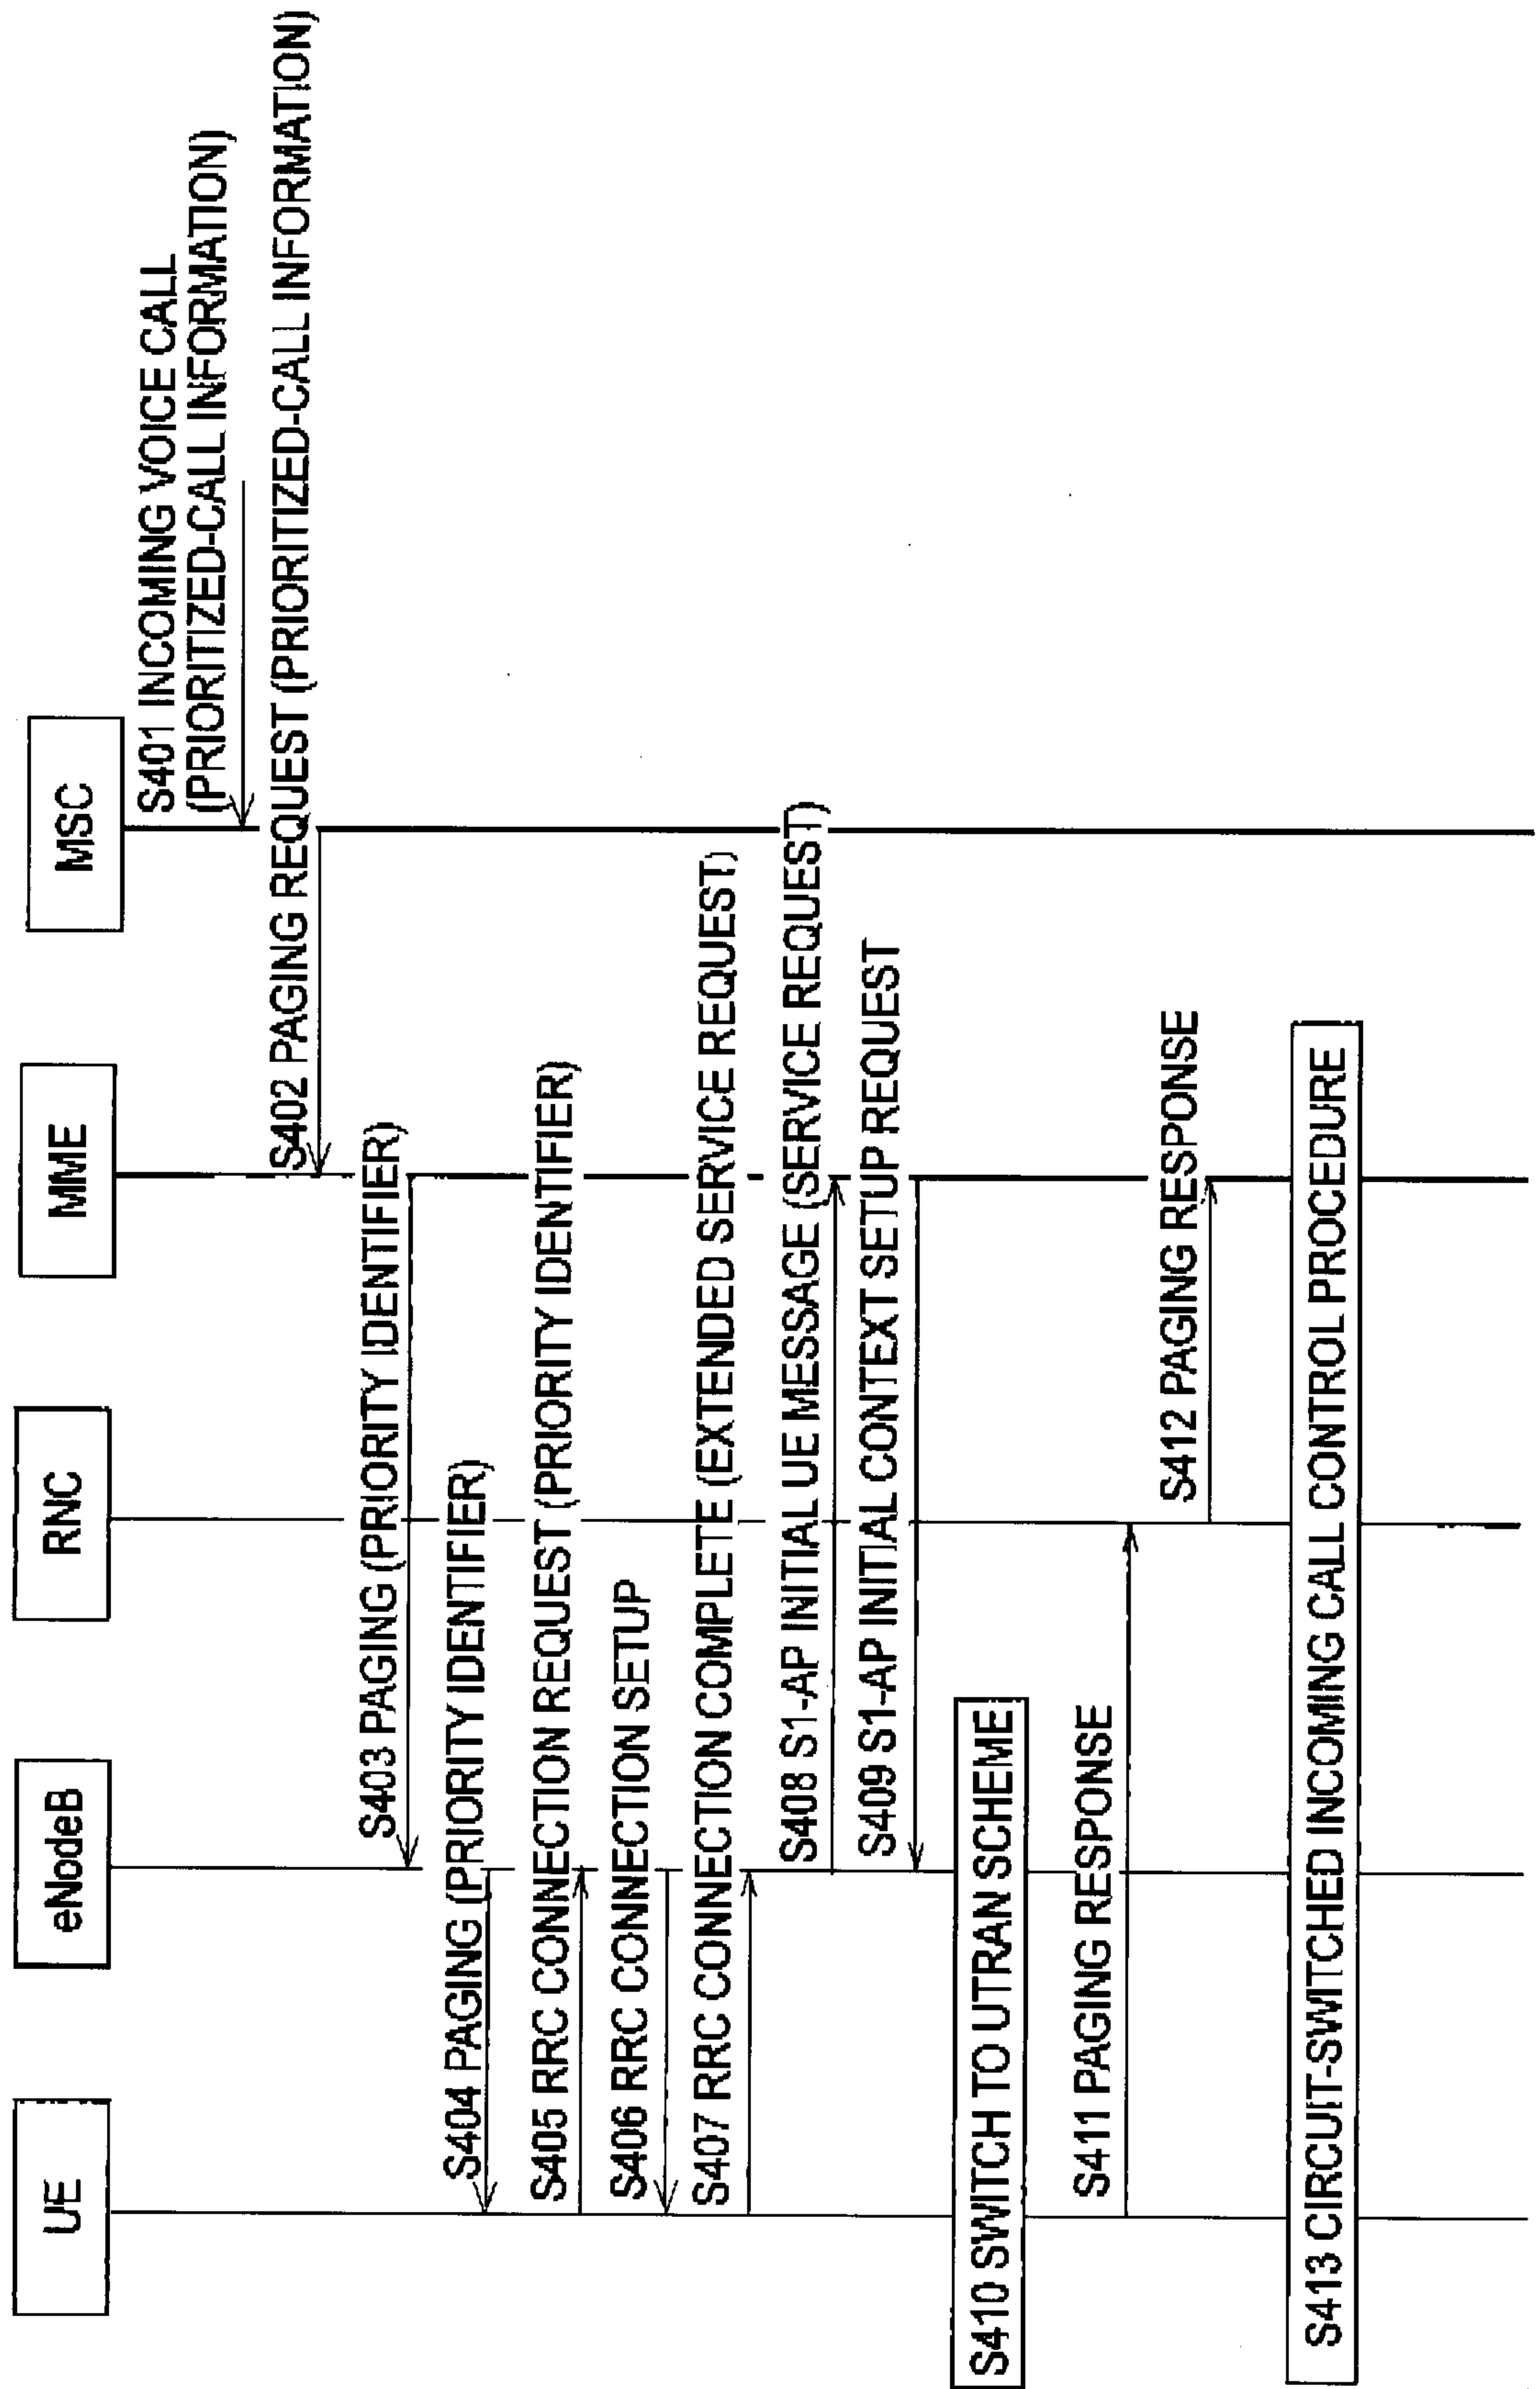 UE
eNodeB
RNC
MME
MSC
S401 INCOMING VOICE CALL
(PRIORITIZED-CALL INFORMATION)
S402 PAGING REQUEST (PRIORITIZED-CALL INFORMATION)
S403 PAGING (PRIORITY IDENTIFIER)
S404 PAGING (PRIORITY IDENTIFIER)
S405 RRC CONNECTION REQUEST (PRIORITY IDENTIFIER)
S406 RRC CONNECTION SETUP
S407 RRC CONNECTION COMPLETE (EXTENDED SERVICE REQUEST)
S408 S1-AP INITIAL UE MESSAGE (SERVICE REQUEST)
S409 S1-AP INITIAL CONTEXT SETUP REQUEST
S410 SWITCH TO UTRAN SCHEME
S411 PAGING RESPONSE
S412 PAGING RESPONSE
S413 CIRCUIT-SWITCHED INCOMING CALL CONTROL PROCEDURE